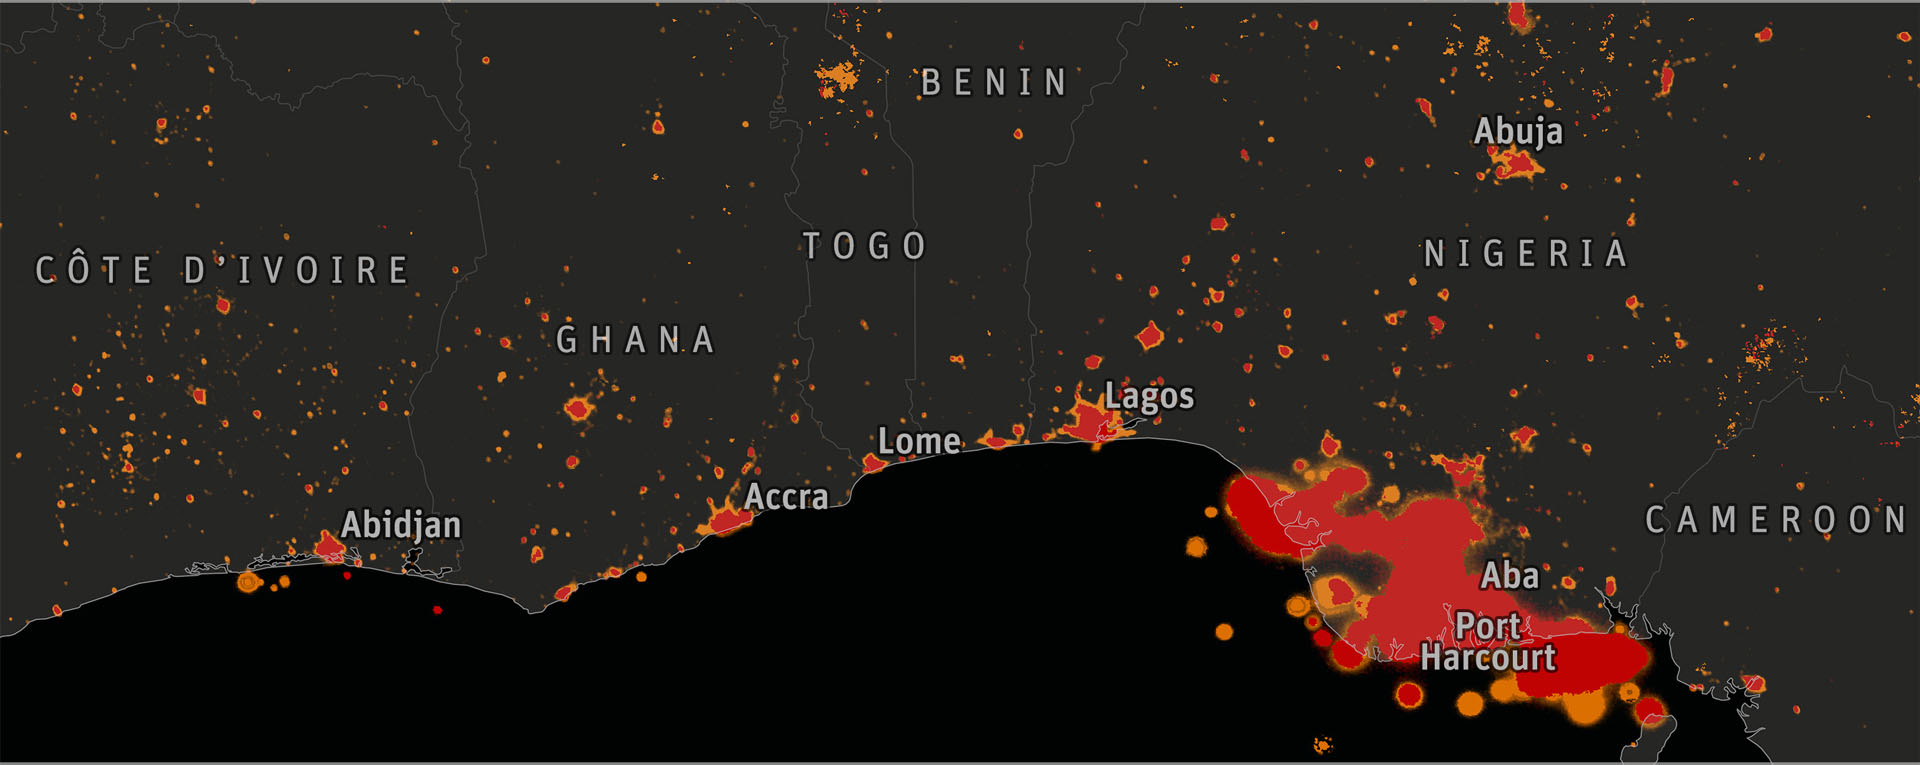 BENIN
Abuja
TOGO
NIGERIA
CÔTE D'IVOIRE
GHANA
Lagos
Lome
Accra
Abidjan
CAMEROON
Aba
Port
Harcourt